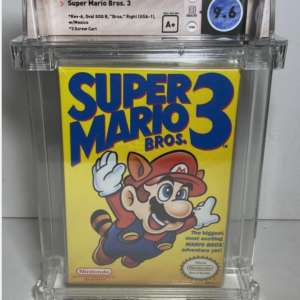 Super Mario Bros. 3
*Rev-A, Oval SOQ R, "Bros." Right (USA-1),
w/Mexico
*3 Screw Cart
A+
9.6
SUPER
MARIO 3
BROS.
The biggest,
most exciting
MARIO BROS.
adventure yet!
Nintendo
Nintendo